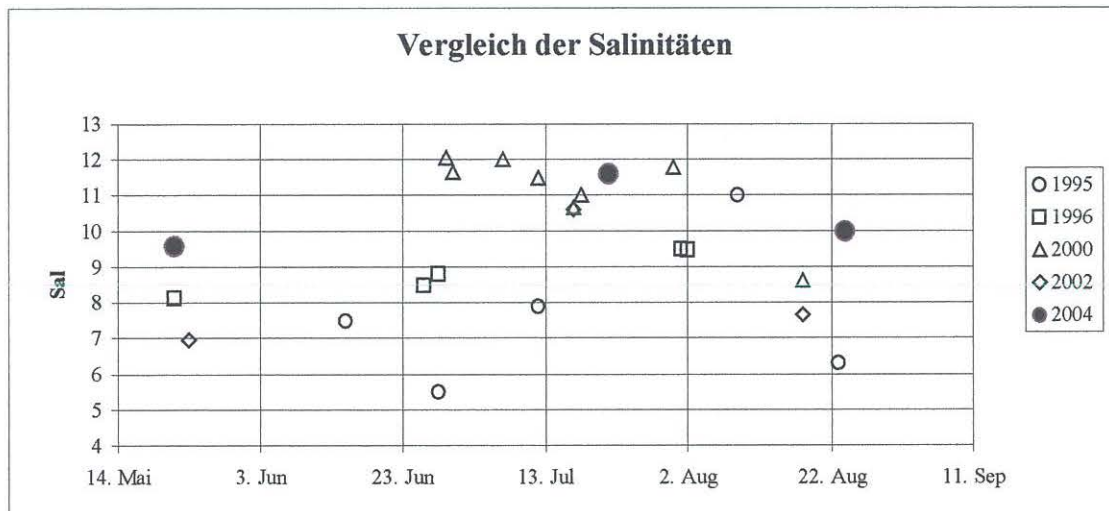 Vergleich der Salinitäten
Sal
13
12
11
10
9
8
7
6
5
4
14. Mai
3. Jun
23. Jun
13. Jul
2. Aug
22. Aug
11. Sep
1995
1996
2000
2002
2004